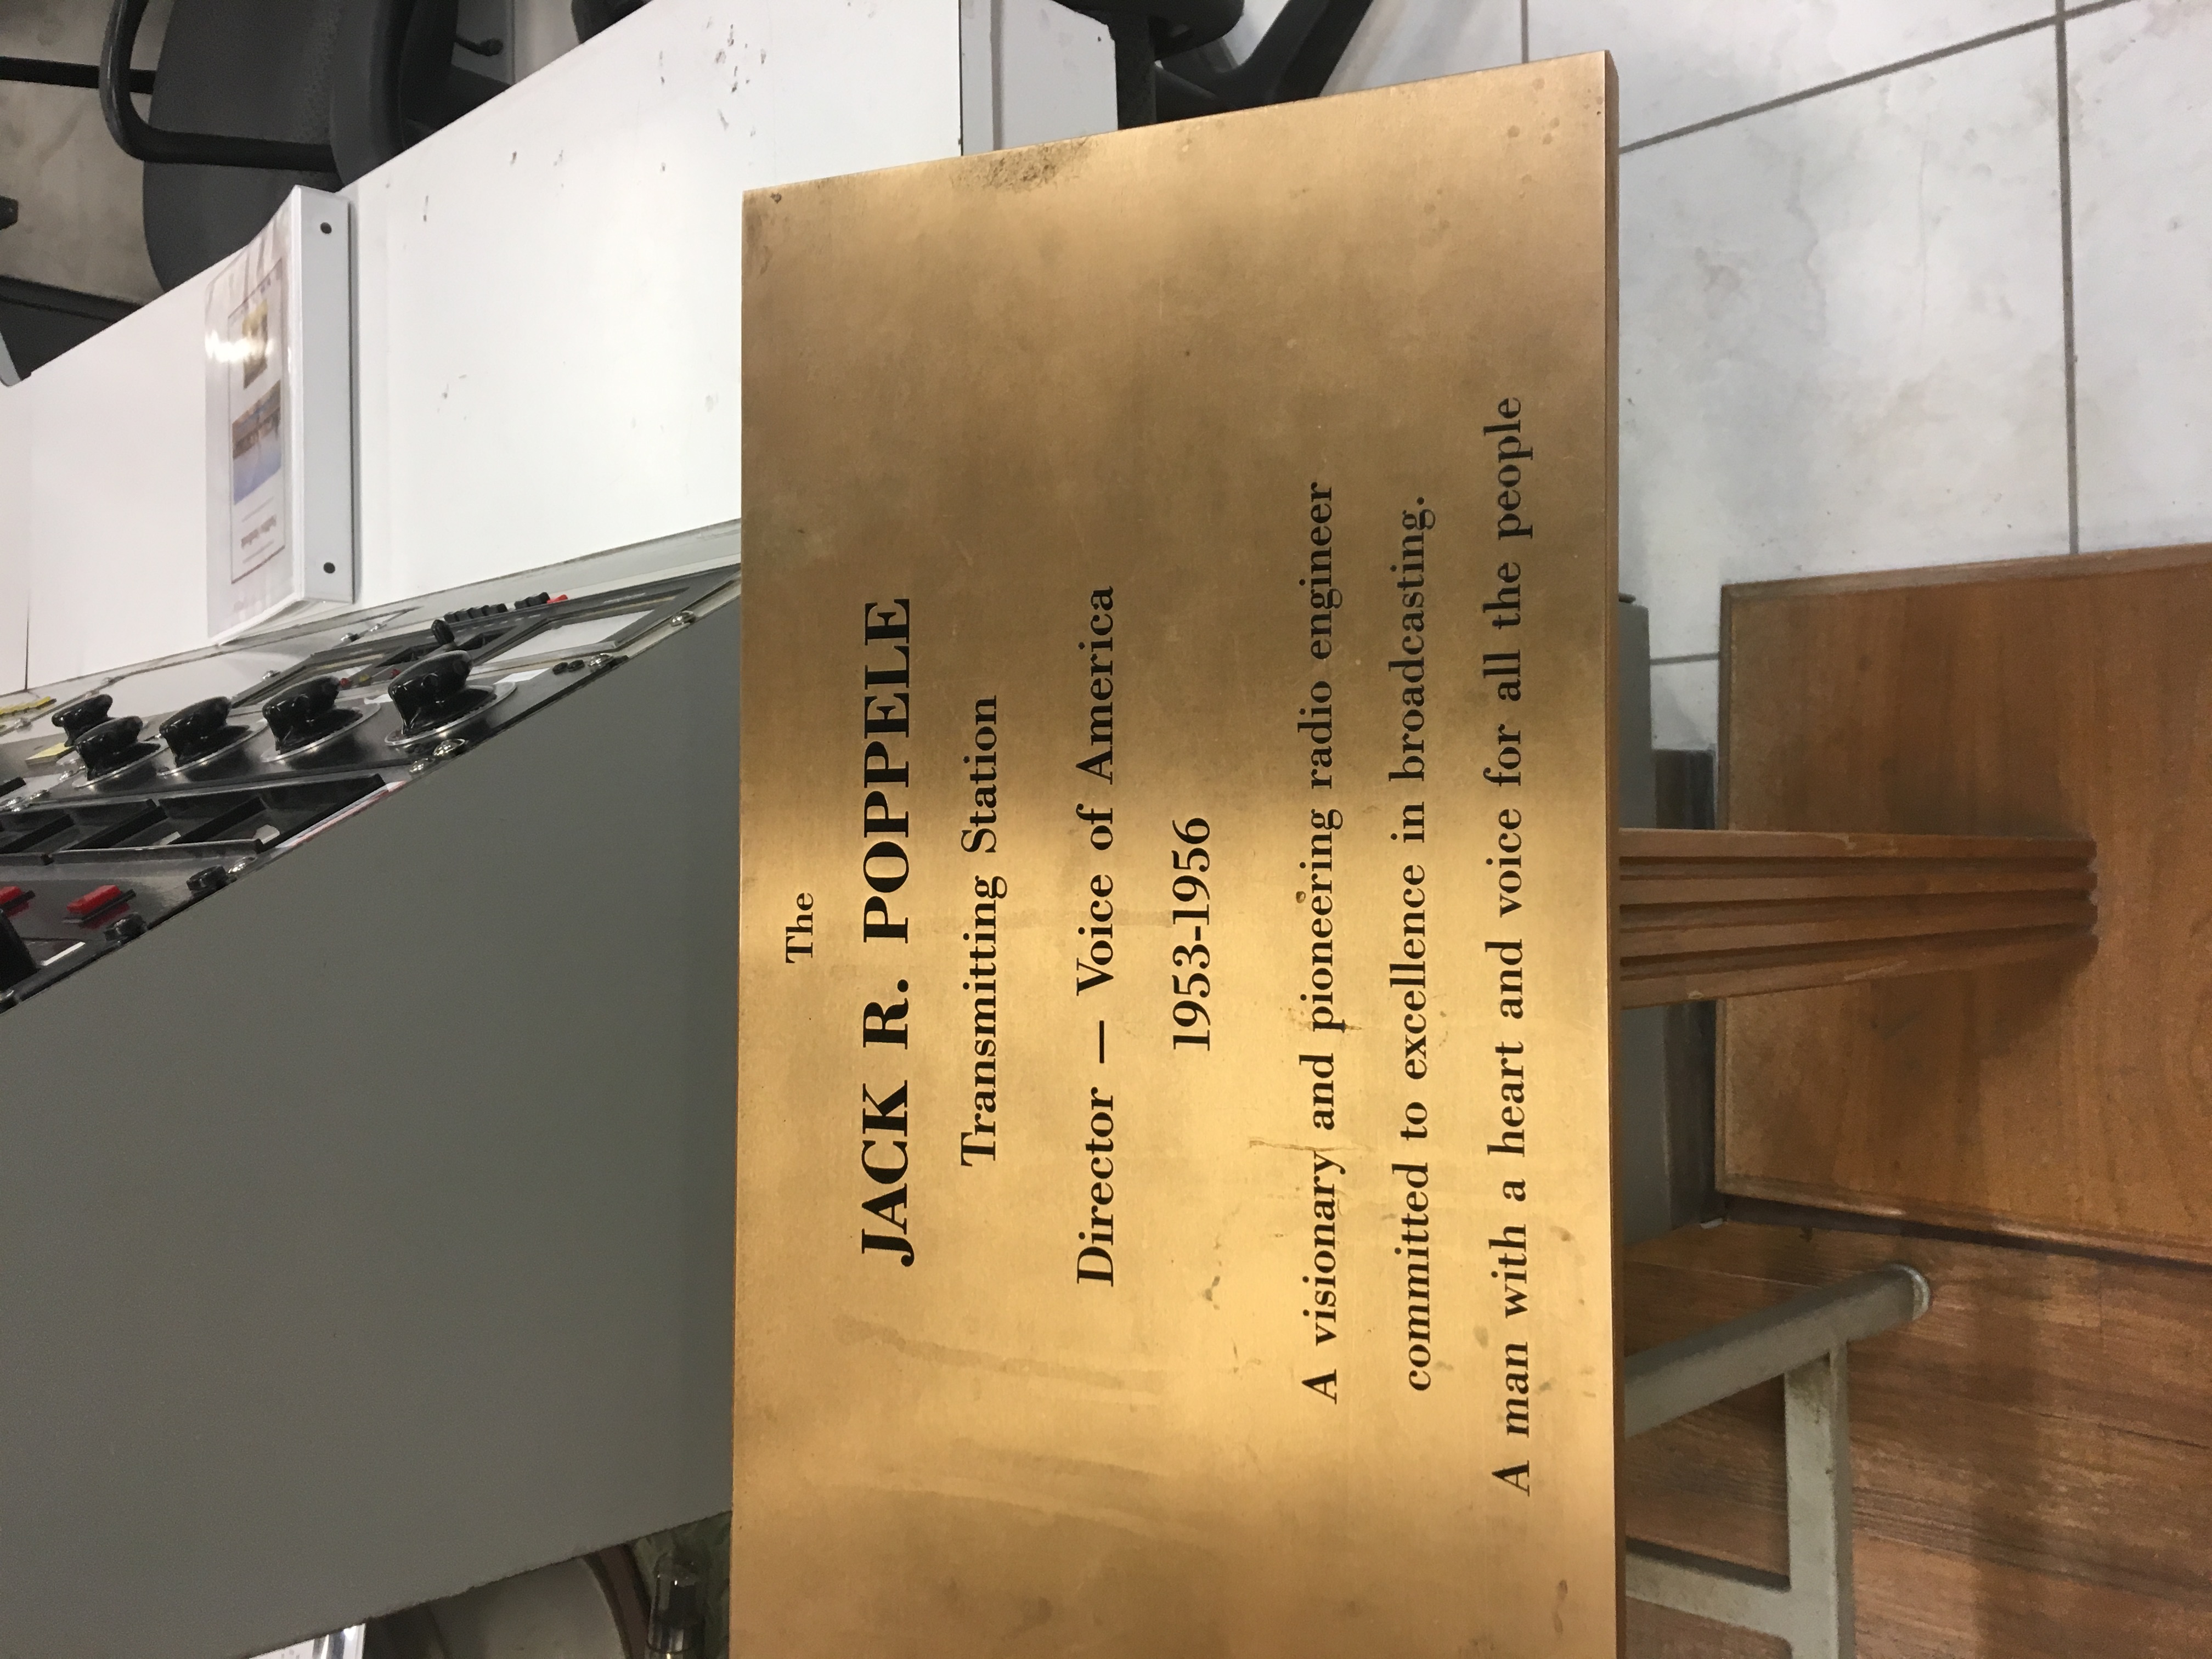 The
JACK R. POPPELE
Transmitting Station
Director — Voice of America
1953-1956
A visionary and pioneering radio engineer
committed to excellence in broadcasting.
A man with a heart and voice for all the people